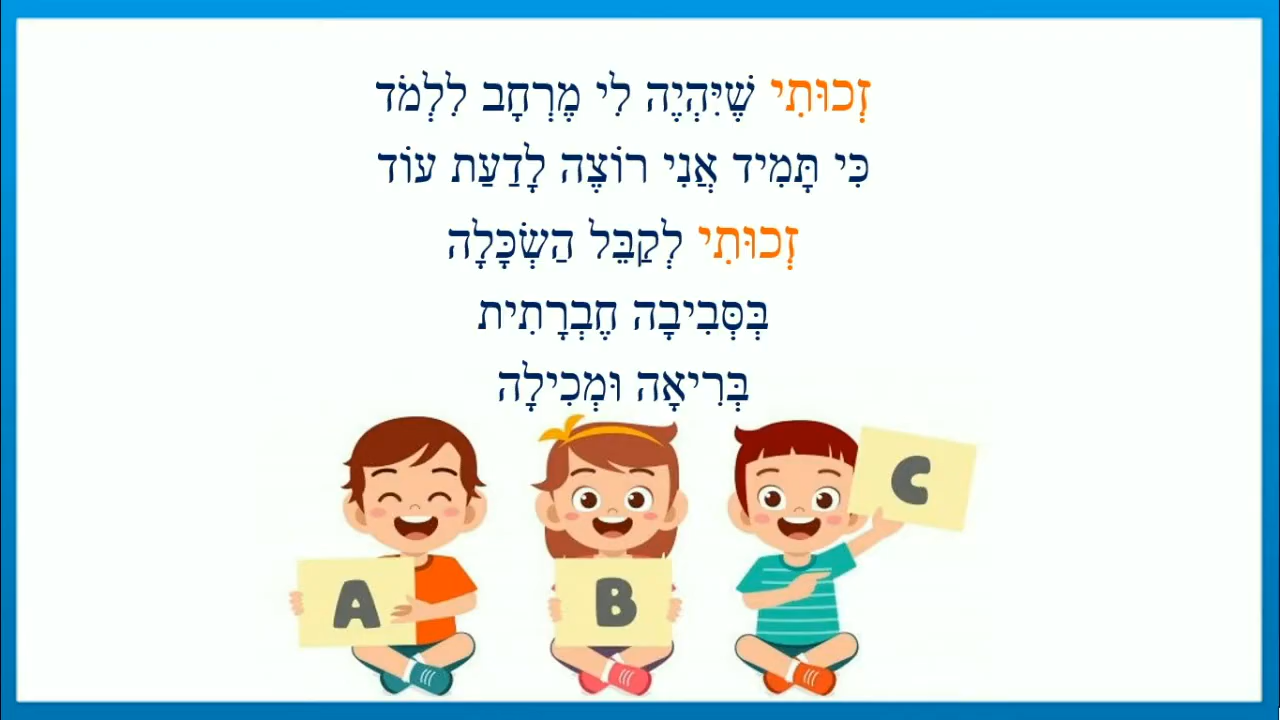 זְכוּתִי שֶׁיִּהְיֶה לִי מֶרְחָב לִלְמֹד
כִּי תָּמִיד אֲנִי רוֹצֶה לָדַעַת עוֹד
זְכוּתִי לְקַבֵּל הַשְׂכָּלָה
בְּסְּבִיבָה חֶבְרָתִית
בְּרִיאָה וּמְכִילָה
A
B
C